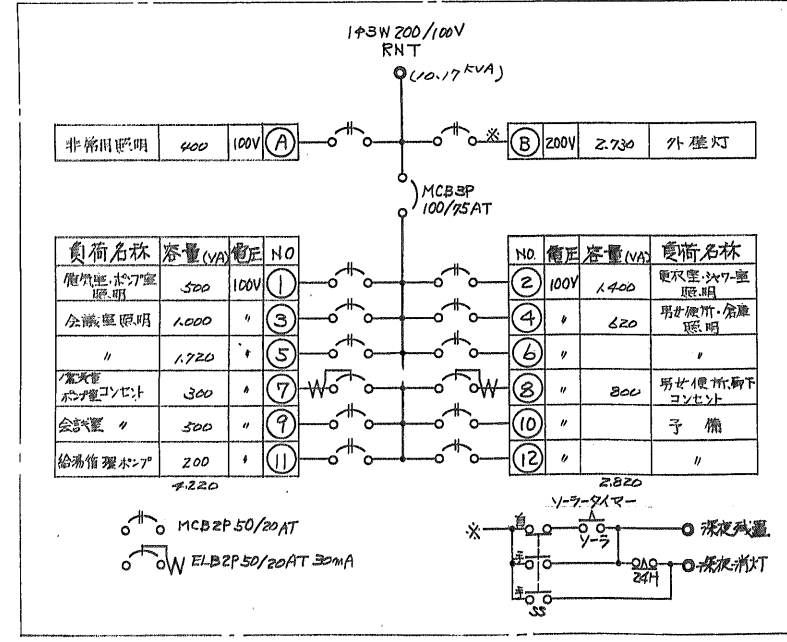 1φ3W 200/100V
RNT
(10.17 KVA)
非常用照明 400 100V A
※ B 200V 2.730 外壁灯
MCB3P
100/75AT
負荷名称 容量(VA) 電圧 NO
NO. 電圧 容量(VA) 負荷名称
電気室・ポンプ室
照明 500 100V 1
2 100V 1.400 更衣室・シャワー室
照明
会議室照明 1.000 〃 3
4 〃 620 男女便所・倉庫
照明
〃 1.720 〃 5
6 〃 〃
電気室
ポンプ室コンセント 300 〃 7
8 〃 800 男女便所.廊下
コンセント
会議室 〃 500 〃 9
10 〃 予備
給湯循環ポンプ 200 〃 11
12 〃 〃
4.220
2.820
MCB2P 50/20AT
ELB2P 50/20AT 30mA
ソーラータイマー
※ 自 ソーラ 深夜残置
手 24H 深夜消灯
手
SS